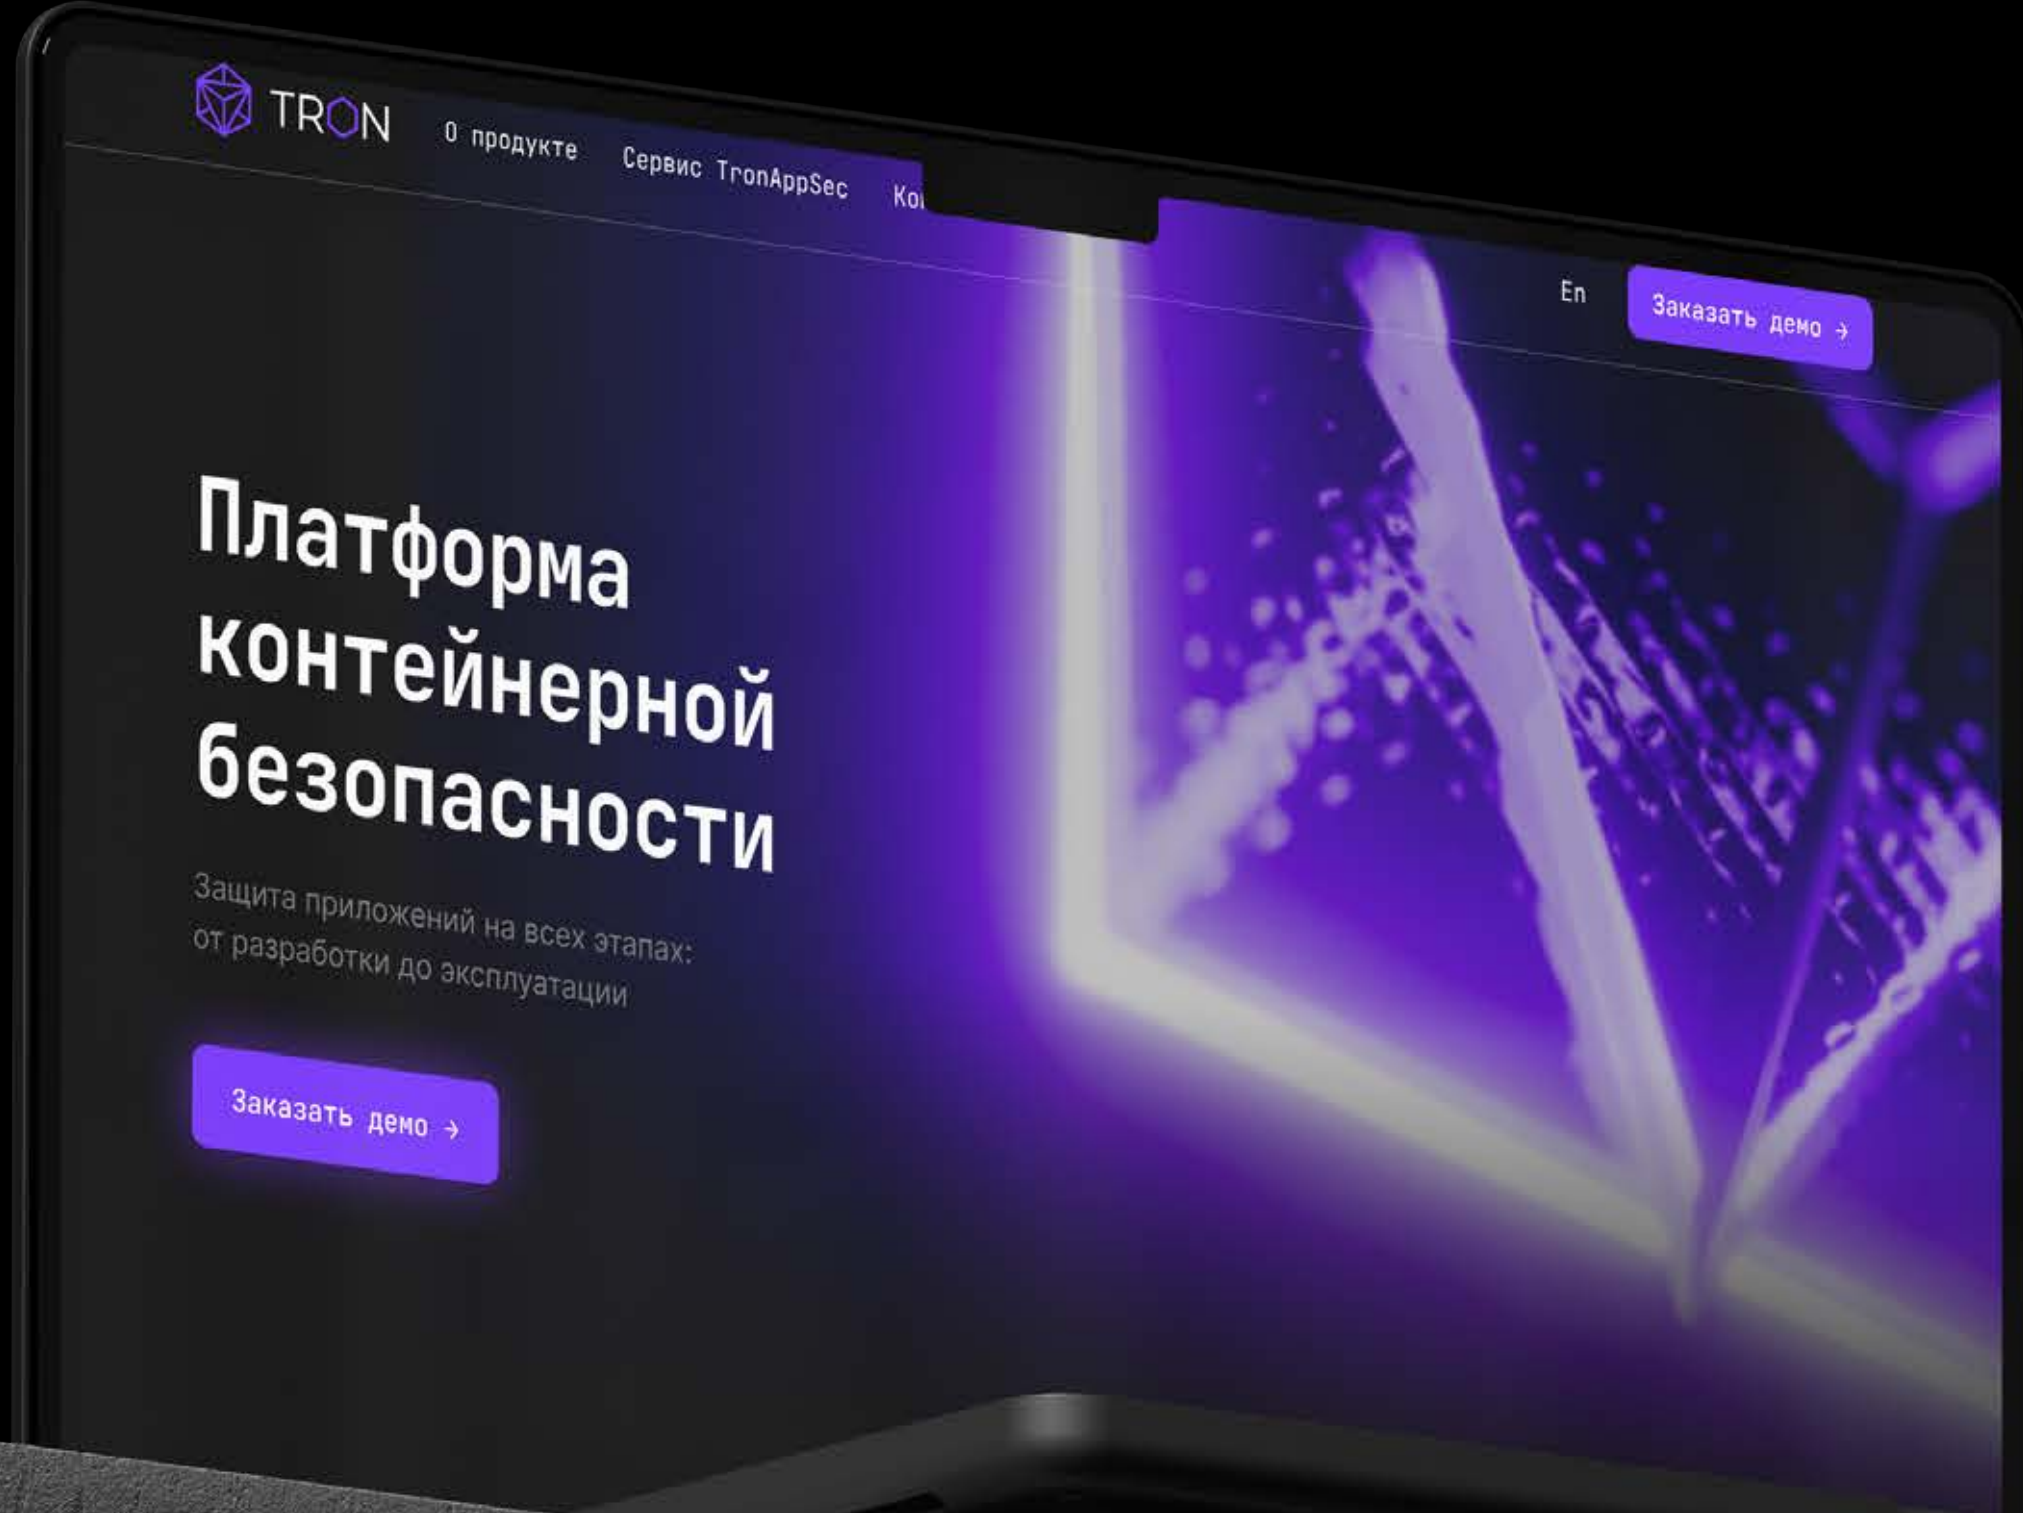 TRON
О продукте
Сервис TronAppSec
En
Заказать демо →
Платформа
контейнерной
безопасности
Защита приложений на всех этапах:
от разработки до эксплуатации
Заказать демо →